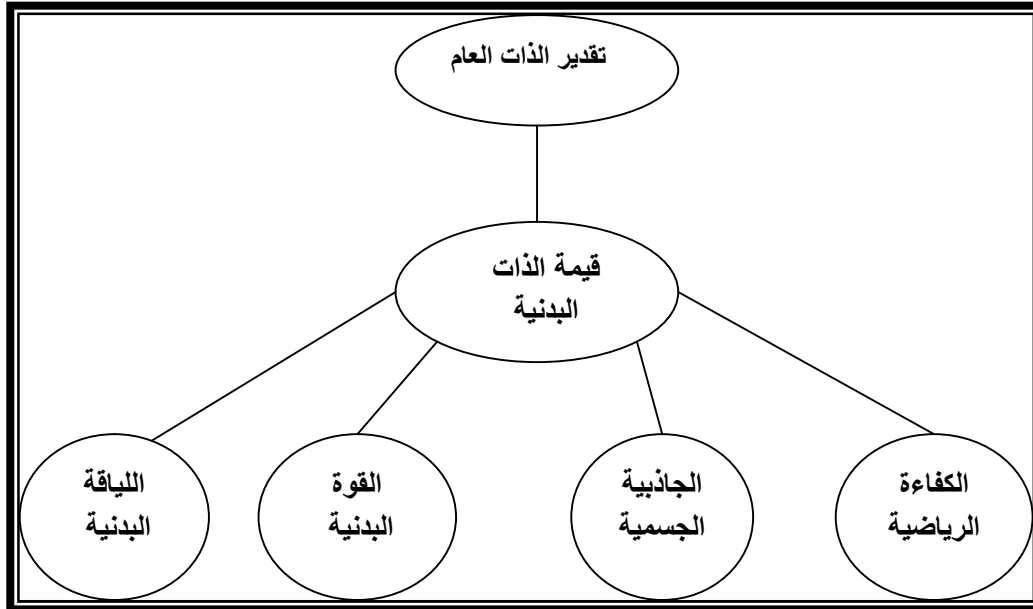 تقدير الذات العام
قيمة الذات
البدنية
الكفاءة
الرياضية
الجاذبية
الجسمية
القوة
البدنية
اللياقة
البدنية